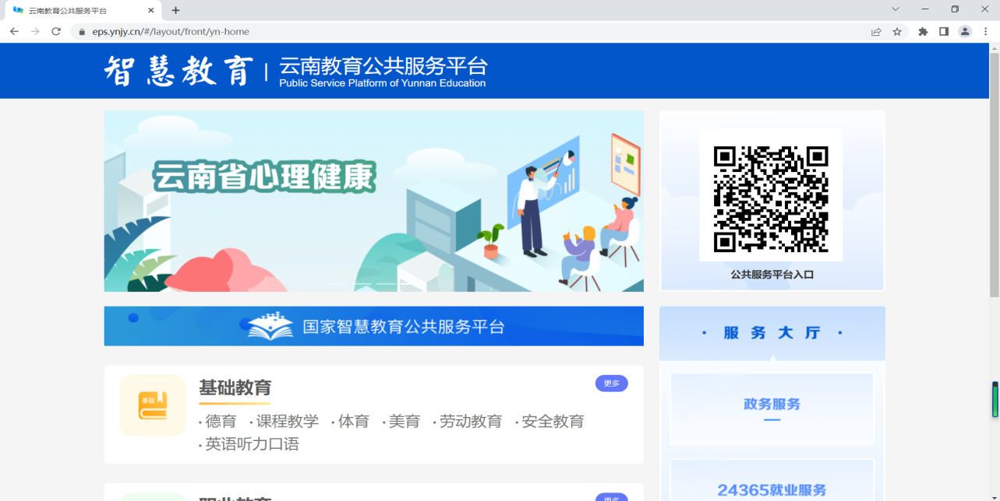 云南教育公共服务平台
eps.ynjy.cn/#/layout/front/yn-home
智慧教育 | 云南教育公共服务平台
Public Service Platform of Yunnan Education
云南省心理健康
公共服务平台入口
国家智慧教育公共服务平台
· 服务大厅 ·
基础
基础教育
更多
· 德育 · 课程教学 · 体育 · 美育 · 劳动教育 · 安全教育
· 英语听力口语
政务服务
24365就业服务
职业教育
更多